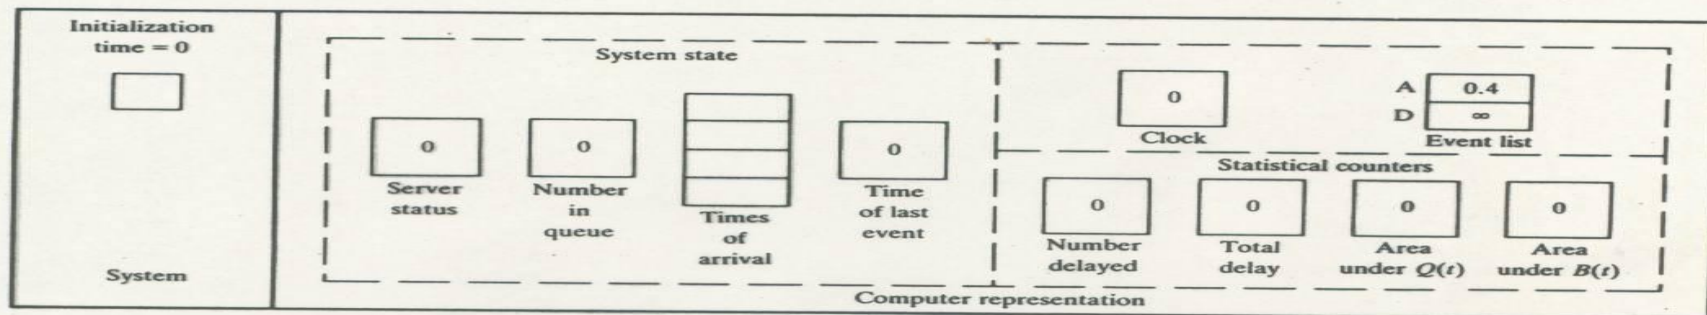 Initialization
time = 0
System
System state
0
Server
status
0
Number
in
queue
Times
of
arrival
0
Time
of last
event
0
Clock
A 0.4
D ∞
Event list
Statistical counters
0
Number
delayed
0
Total
delay
0
Area
under Q(t)
0
Area
under B(t)
Computer representation